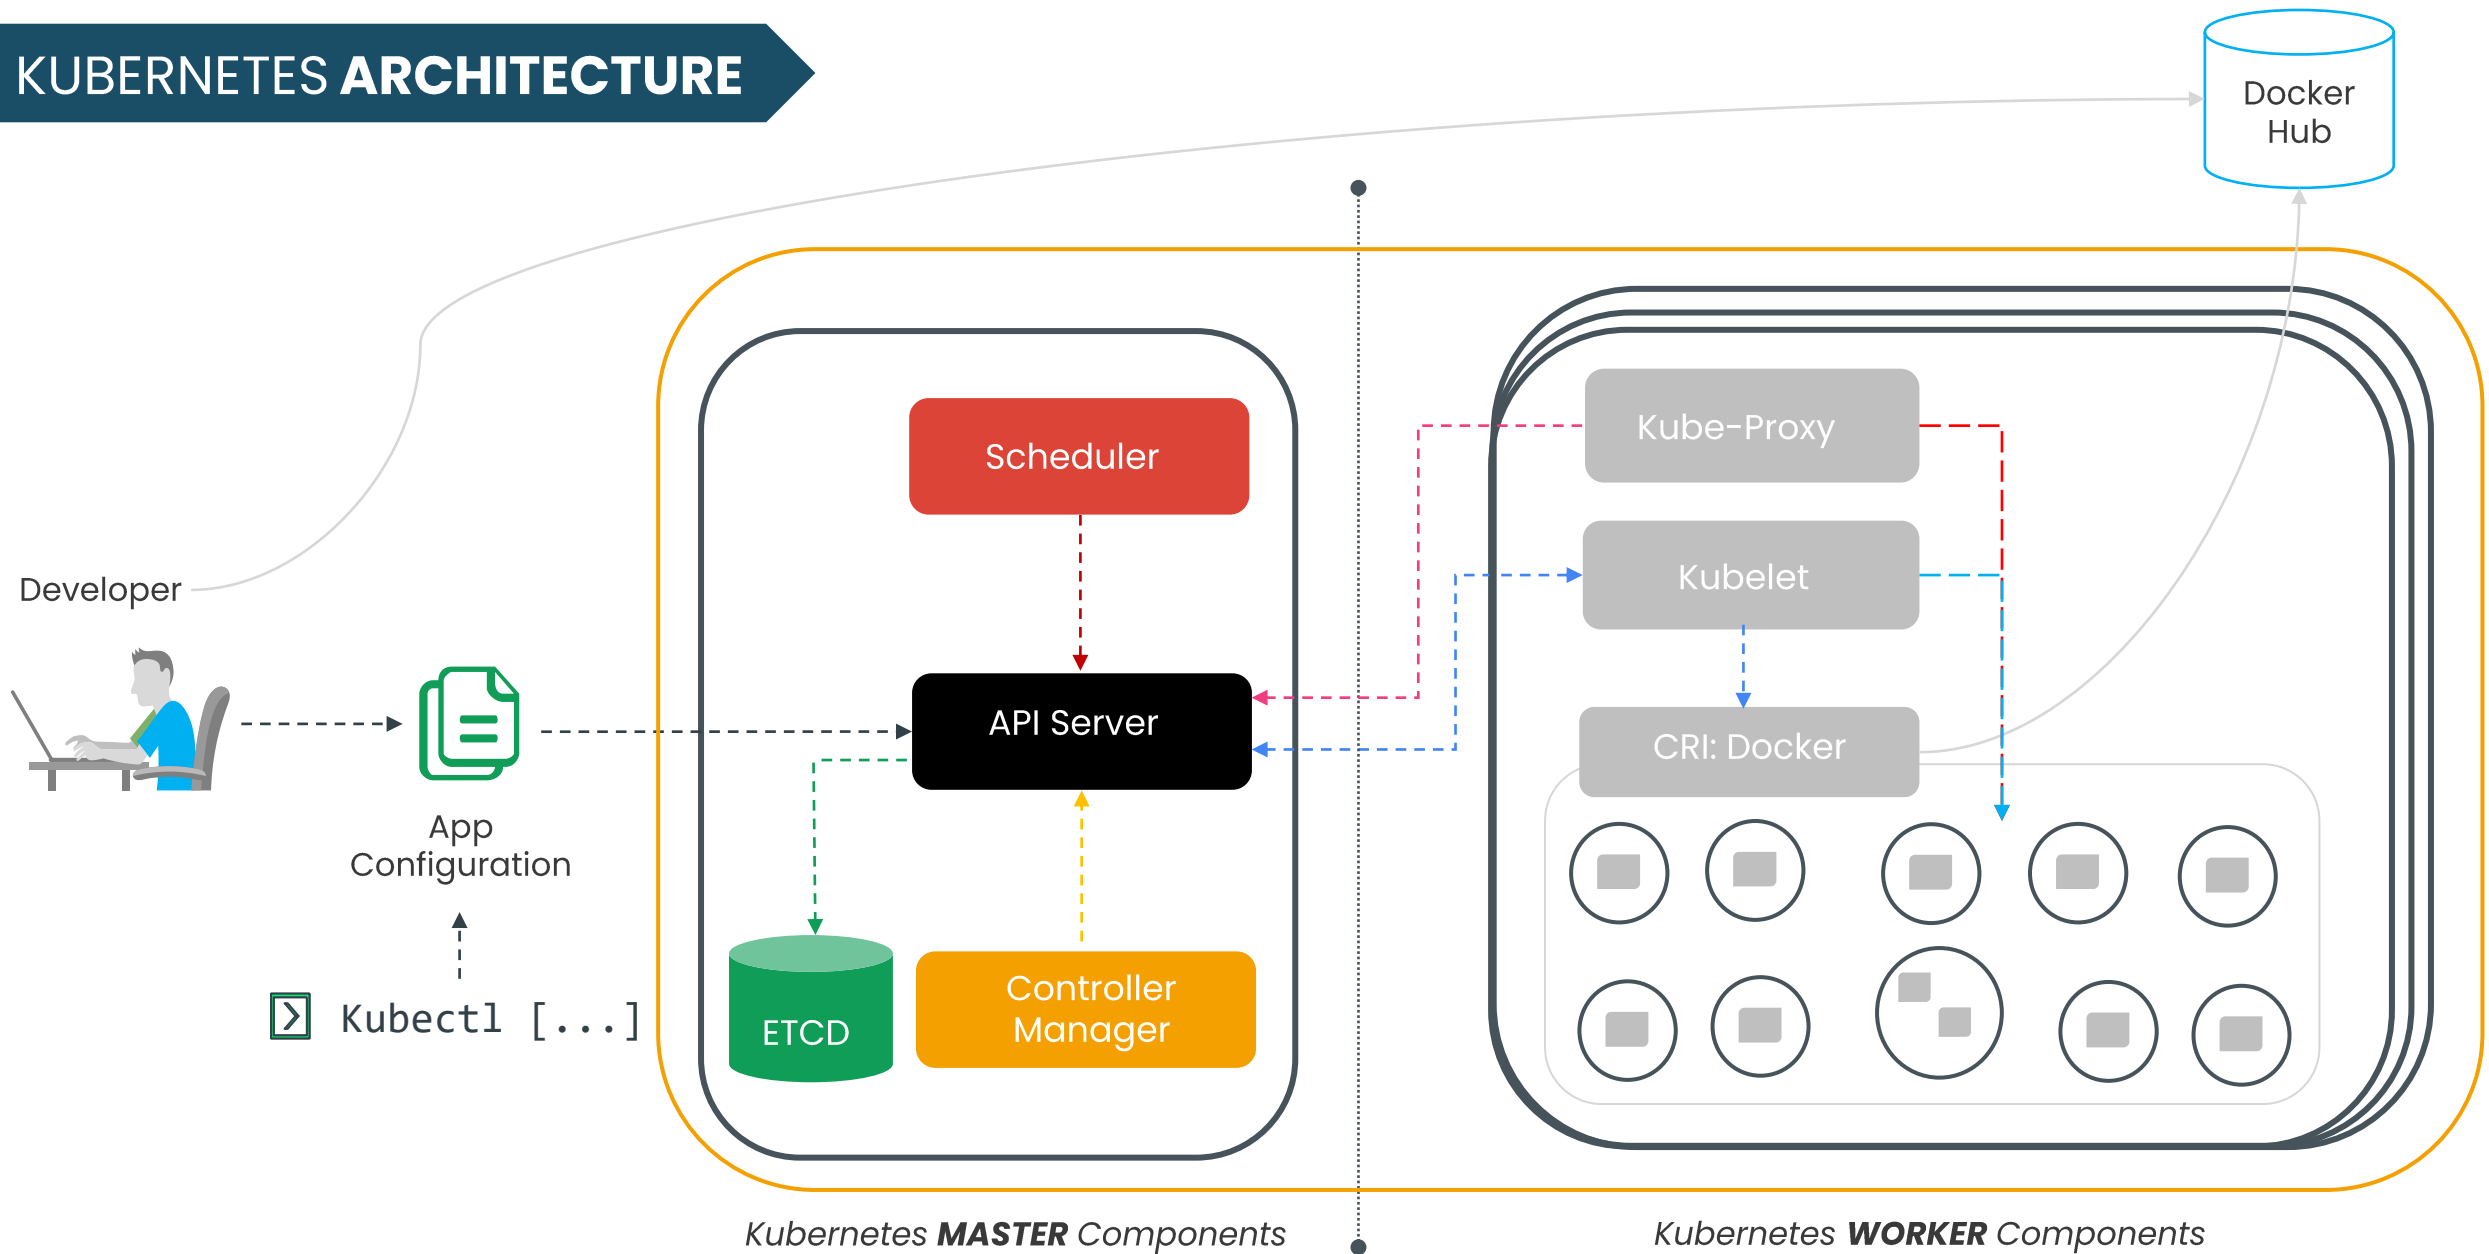 KUBERNETES ARCHITECTURE
Docker
Hub
Scheduler
Kube-Proxy
Kubelet
Developer
API Server
CRI: Docker
App
Configuration
Controller
Manager
Kubectl [...]
ETCD
Kubernetes MASTER Components
Kubernetes WORKER Components